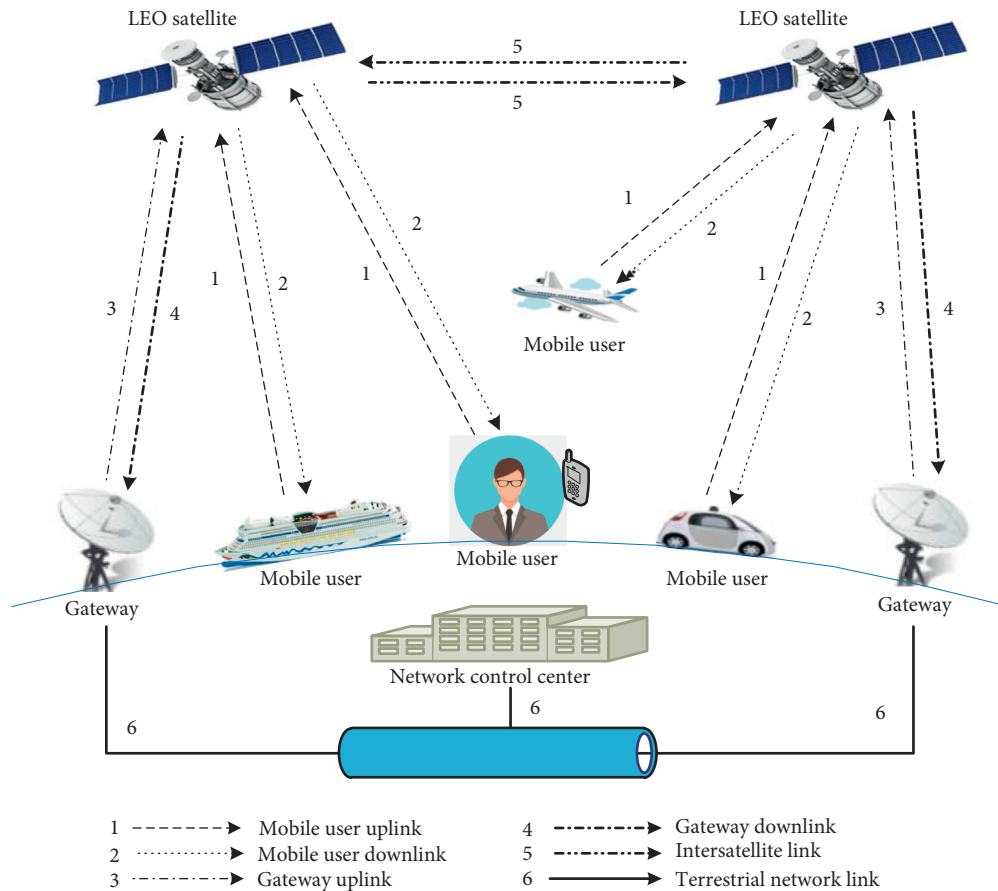 LEO satellite
LEO satellite
5
5
1
2
2
1
1
2
1
2
3
4
1
2
3
4
Mobile user
Mobile user
Mobile user
Mobile user
Gateway
Gateway
Network control center
6
6
6
1 Mobile user uplink
2 Mobile user downlink
3 Gateway uplink
4 Gateway downlink
5 Intersatellite link
6 Terrestrial network link